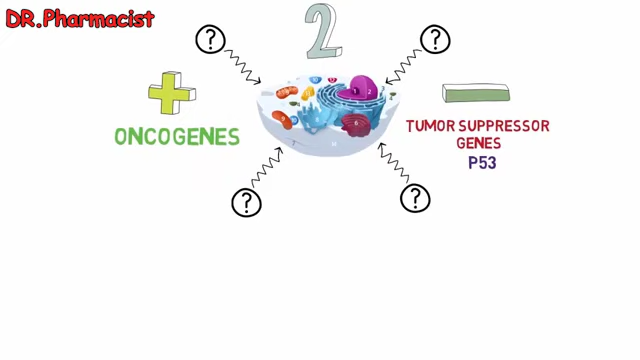 DR.Pharmacist
?
2
?
ONCOGENES
TUMOR SUPPRESSOR
GENES
P53
?
?